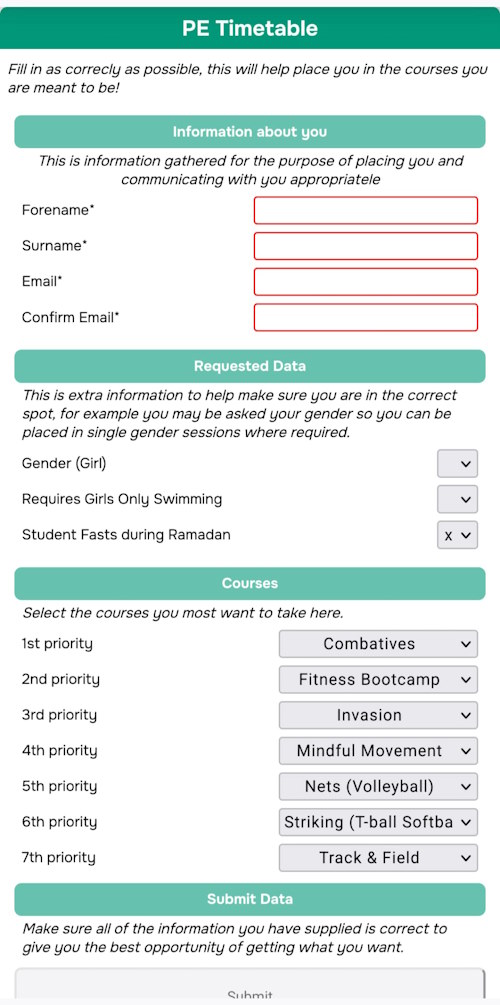 PE Timetable
Fill in as correcly as possible, this will help place you in the courses you
are meant to be!
Information about you
This is information gathered for the purpose of placing you and
communicating with you appropriatele
Forename*
Surname*
Email*
Confirm Email*
Requested Data
This is extra information to help make sure you are in the correct
spot, for example you may be asked your gender so you can be
placed in single gender sessions where required.
Gender (Girl)
Requires Girls Only Swimming
Student Fasts during Ramadan x
Courses
Select the courses you most want to take here.
1st priority Combatives
2nd priority Fitness Bootcamp
3rd priority Invasion
4th priority Mindful Movement
5th priority Nets (Volleyball)
6th priority Striking (T-ball Softba
7th priority Track & Field
Submit Data
Make sure all of the information you have supplied is correct to
give you the best opportunity of getting what you want.
Submit